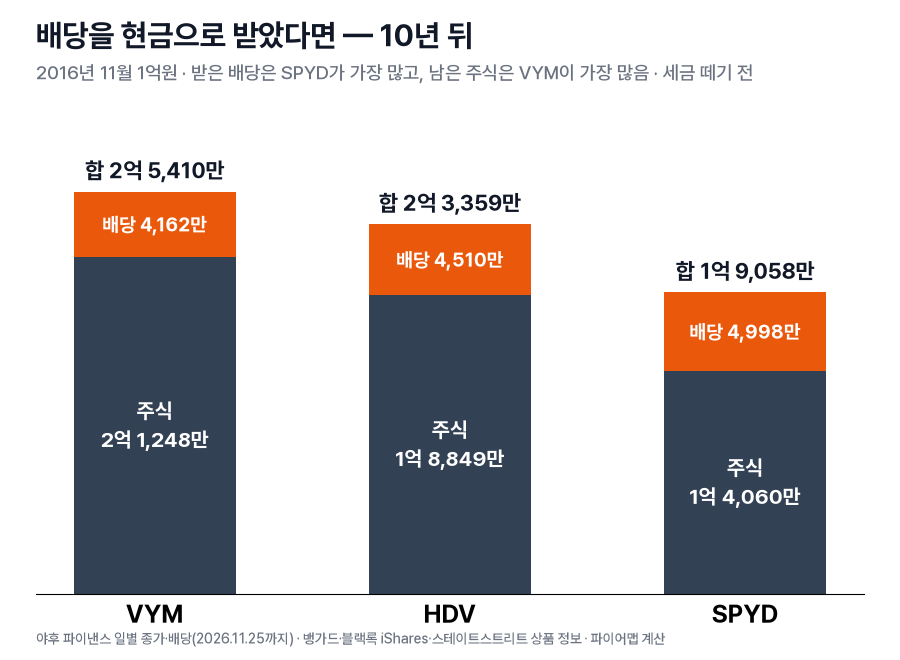 배당을 현금으로 받았다면 — 10년 뒤
2016년 11월 1억원 · 받은 배당은 SPYD가 가장 많고, 남은 주식은 VYM이 가장 많음 · 세금 떼기 전
합 2억 5,410만
배당 4,162만
주식
2억 1,248만
합 2억 3,359만
배당 4,510만
주식
1억 8,849만
합 1억 9,058만
배당 4,998만
주식
1억 4,060만
VYM
HDV
SPYD
야후 파이낸스 일별 종가·배당(2026.11.25까지) · 뱅가드·블랙록 iShares·스테이트스트리트 상품 정보 · 파이어맵 계산